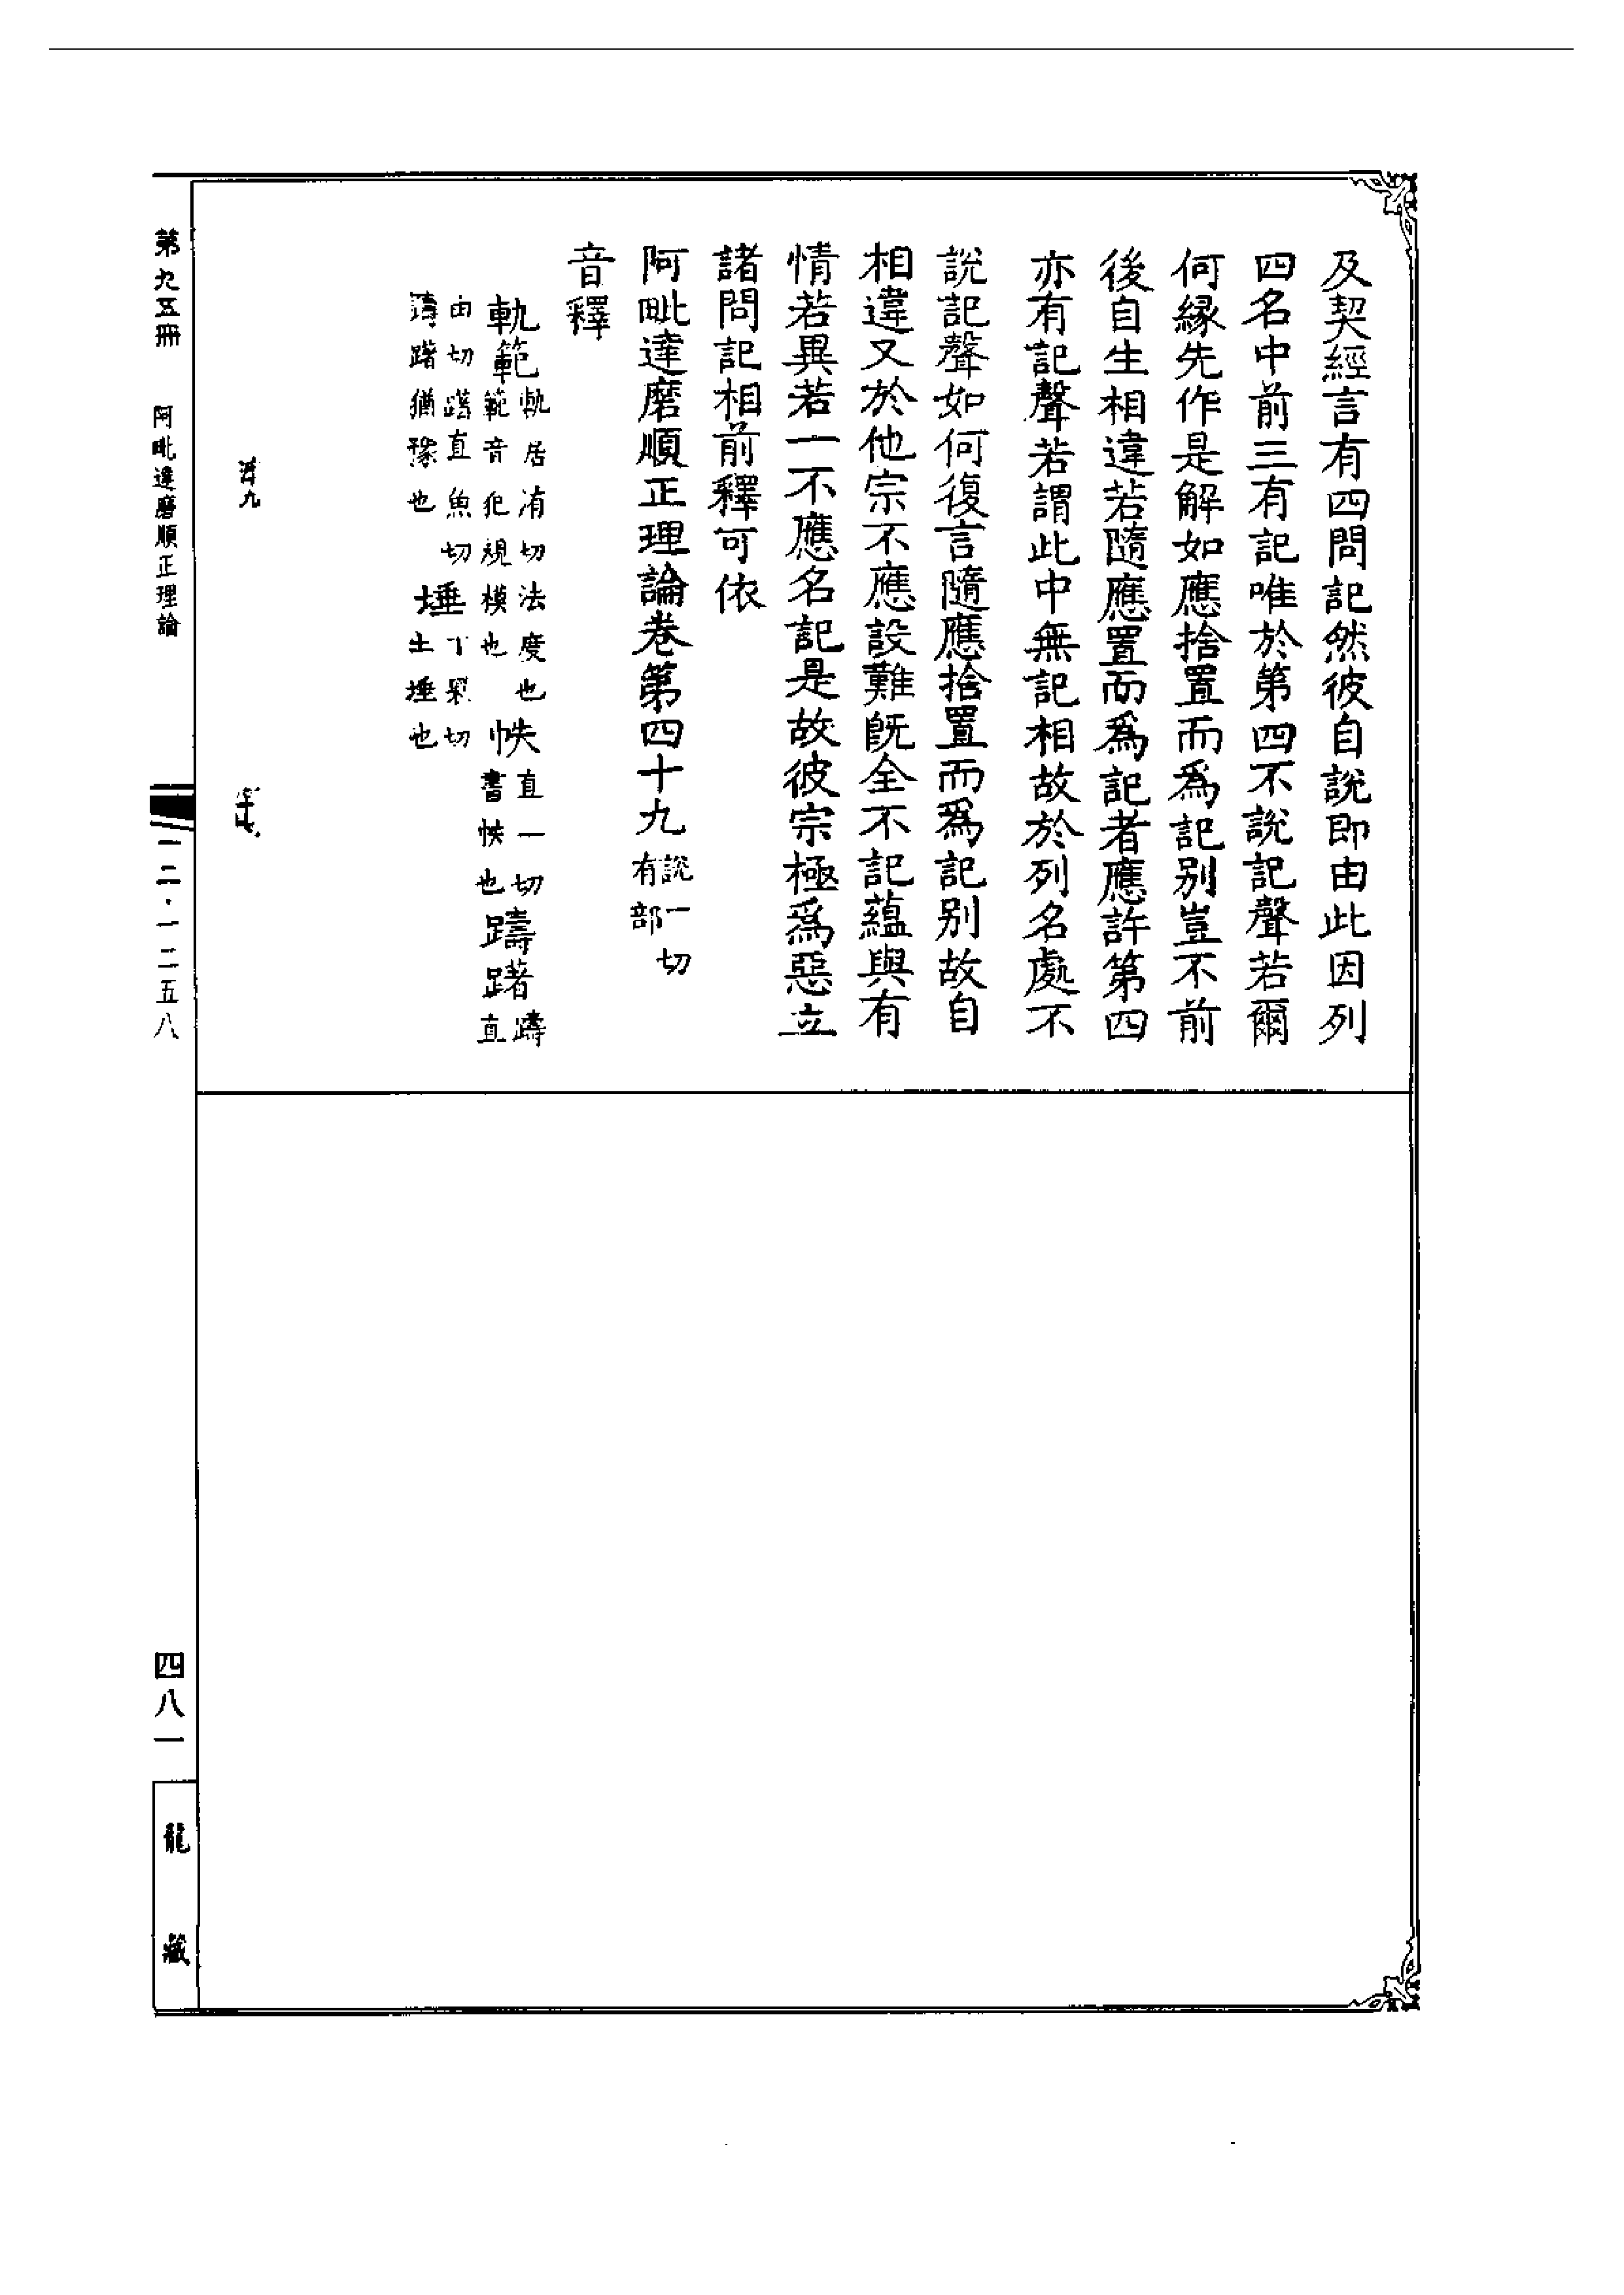 及契經言有四問記然彼自說即由此因列
四名中前三有記唯於第四不說記聲若爾
何緣先作是解如應捨置而爲記別豈不前
後自生相違若隨應置而爲記者應許第四
亦有記聲若謂此中無記相故於列名處不
說記聲如何復言隨應捨置而爲記別故自
相違又於他宗不應設難既全不記蘊與有
情若異若一不應名記是故彼宗極爲惡立
諸問記相前釋可依
阿毗達磨順正理論卷第四十九 說一切有部
音釋
軌範 軌居洧切法度也範音犯規模也 帙 直一切書帙也 躊躇 躊直
由切躇直魚切躊躇猶豫也 埵 丁果切土埵也
九
第九五冊 阿毗達磨順正理論
一二·一二五八
四八一
龍藏